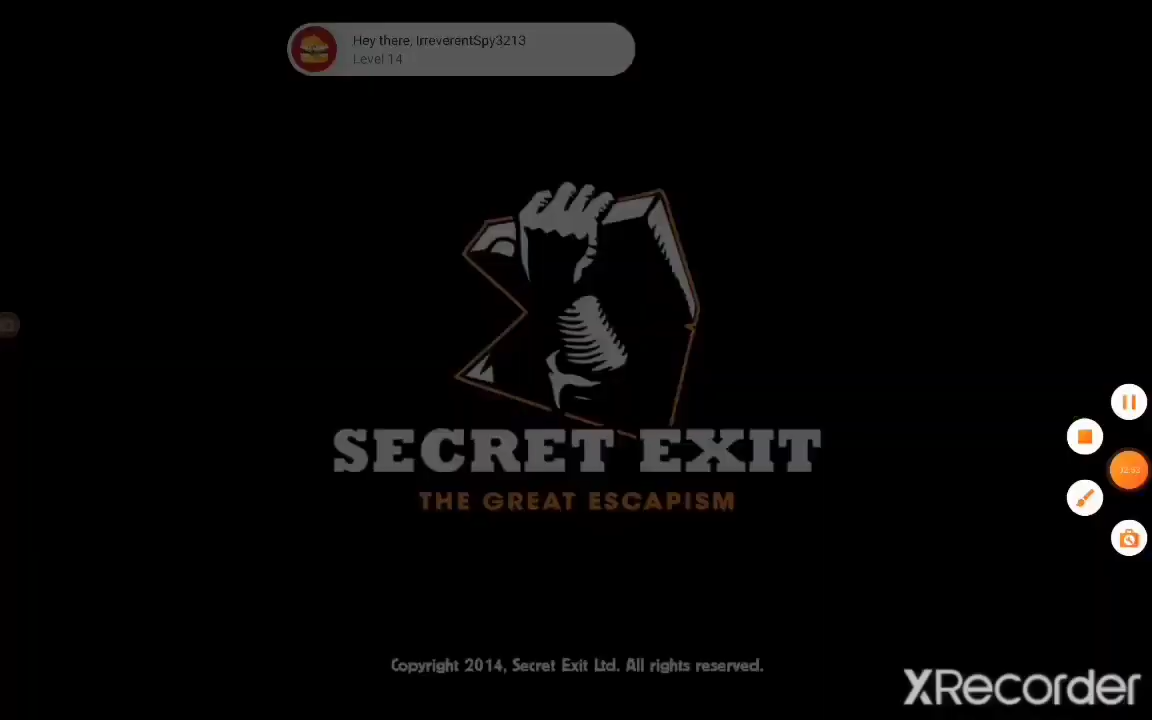 Hey there, IrreverentSpy3213
Level 14
SECRET EXIT
THE GREAT ESCAPISM
Copyright 2014, Secret Exit Ltd. All rights reserved.
XRecorder